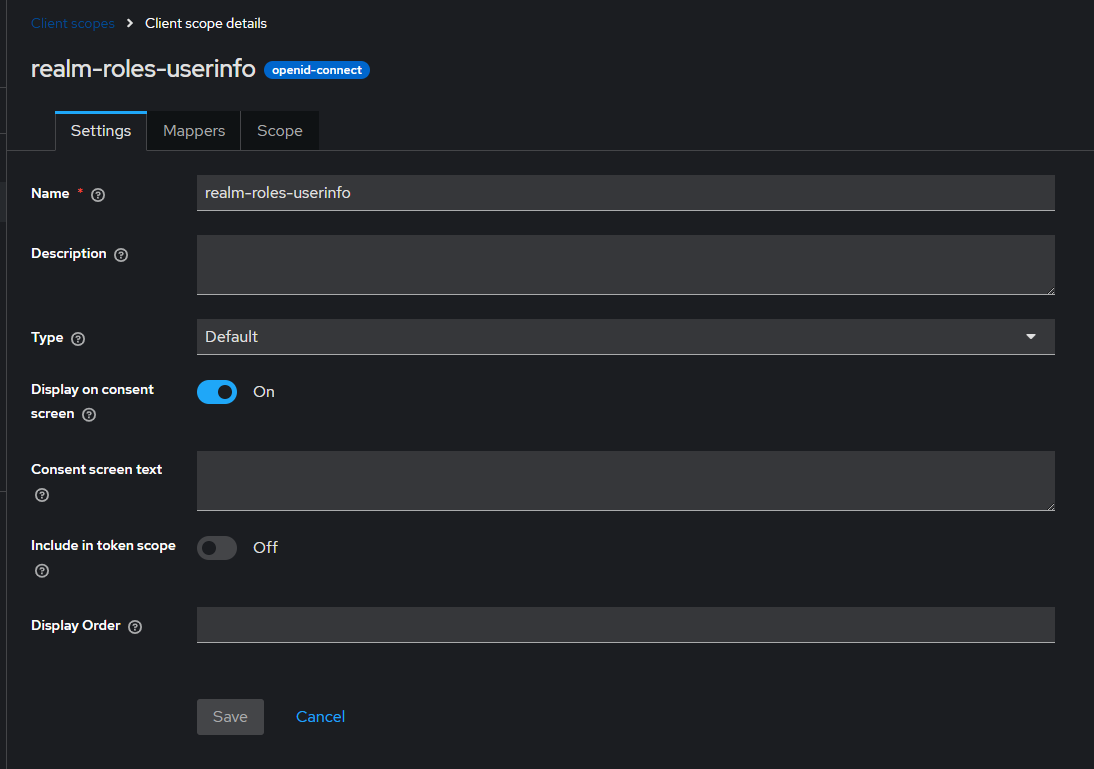 Client scopes > Client scope details
realm-roles-userinfo openid-connect
Settings Mappers Scope
Name * ? realm-roles-userinfo
Description ?
Type ? Default
Display on consent On
screen ?
Consent screen text
?
Include in token scope Off
?
Display Order ?
Save Cancel